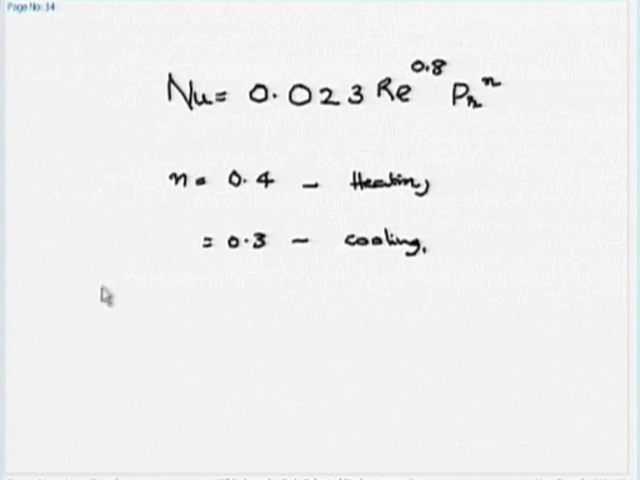 Page No: 34
Nu = 0.023 Re^0.8 Pr^n
n = 0.4 – Heating
= 0.3 – cooling.